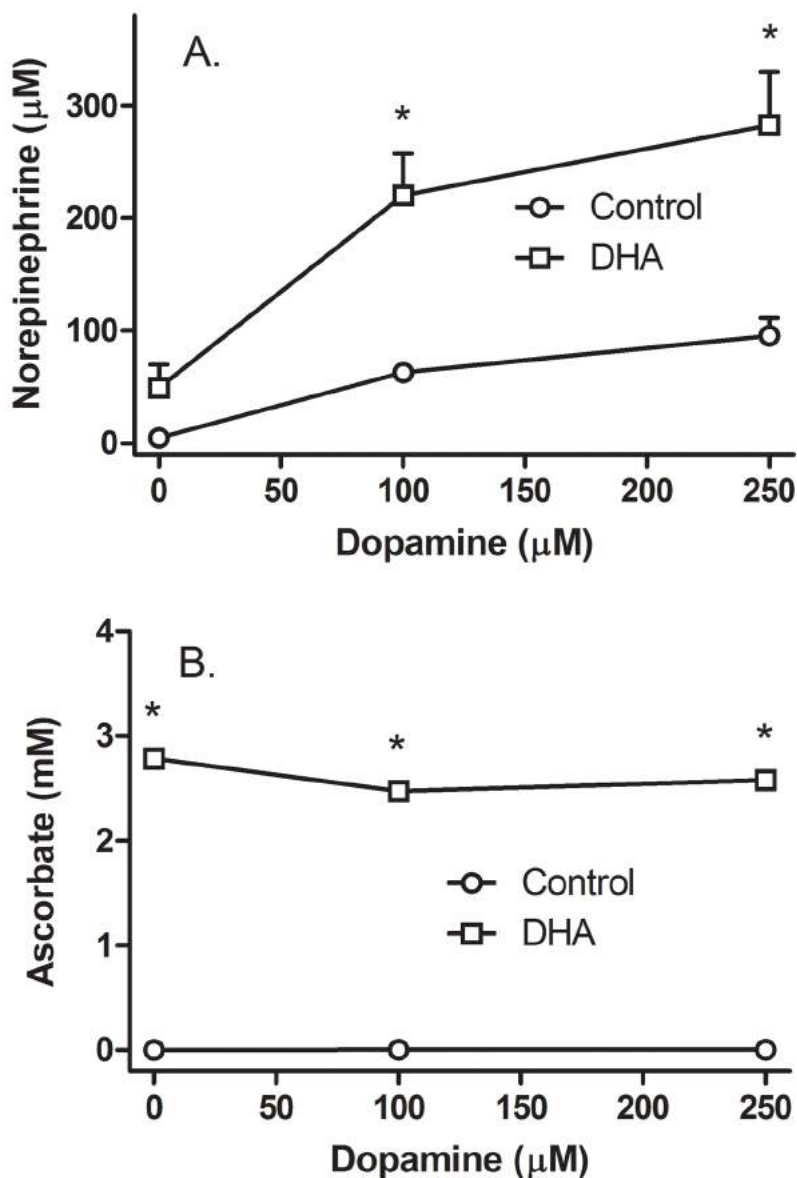 A.
*
*
Norepinephrine (μM)
300
200
100
0
Control
DHA
0 50 100 150 200 250
Dopamine (μM)
B.
*
*
*
Ascorbate (mM)
4
3
2
1
0
Control
DHA
0 50 100 150 200 250
Dopamine (μM)